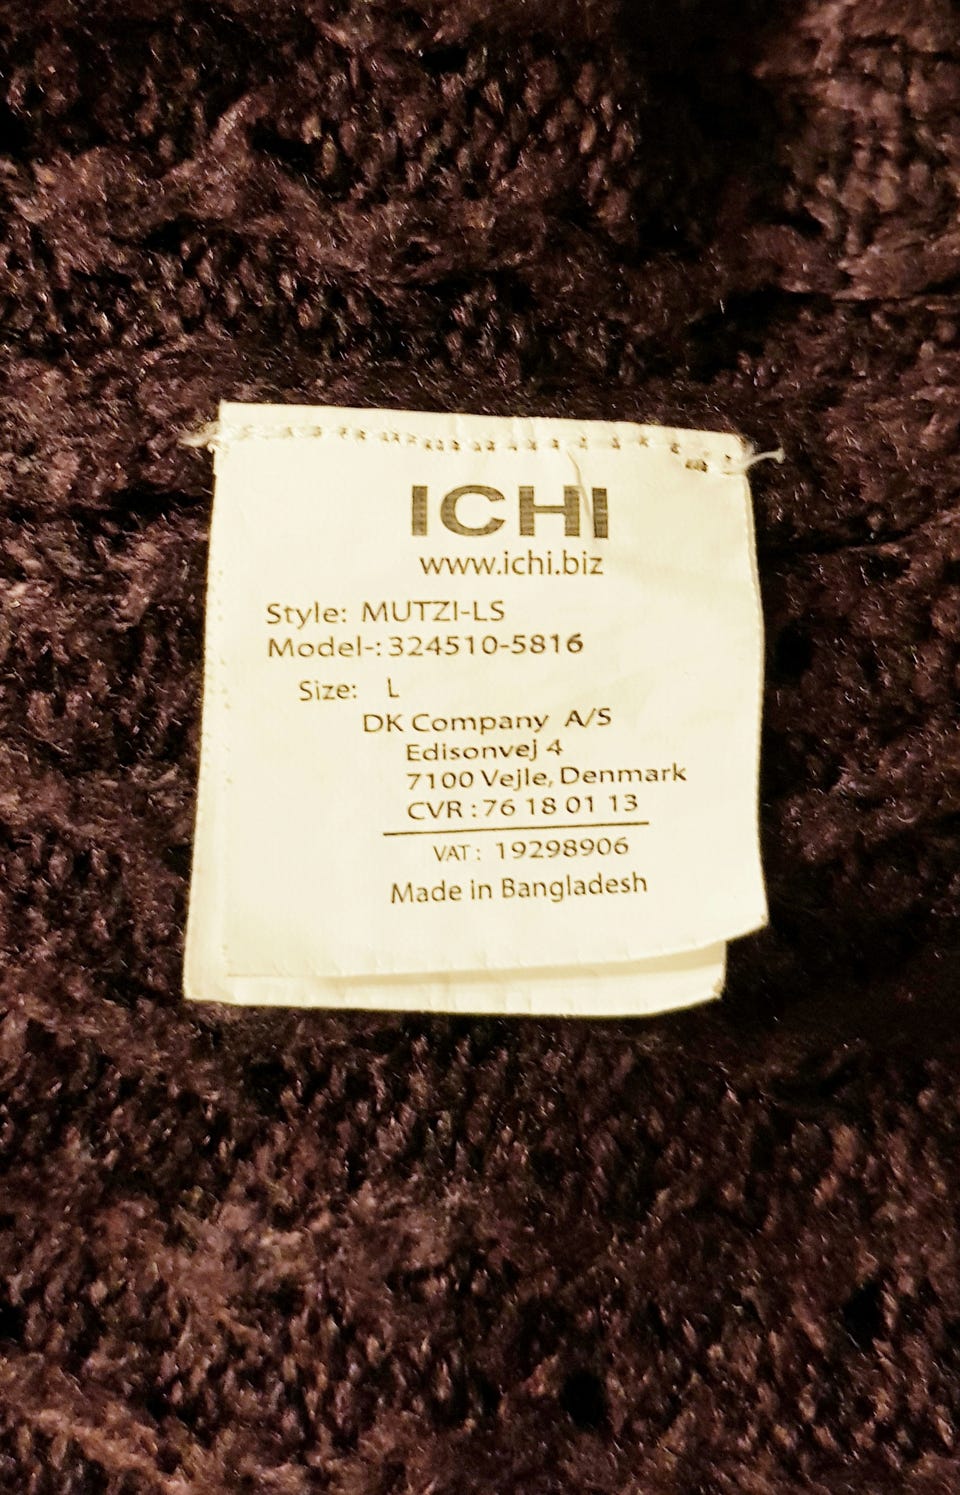 ICHI
www.ichi.biz
Style: MUTZI-LS
Model-: 324510-5816
Size: L
DK Company A/S
Edisonvej 4
7100 Vejle, Denmark
CVR : 76 18 01 13
VAT : 19298906
Made in Bangladesh